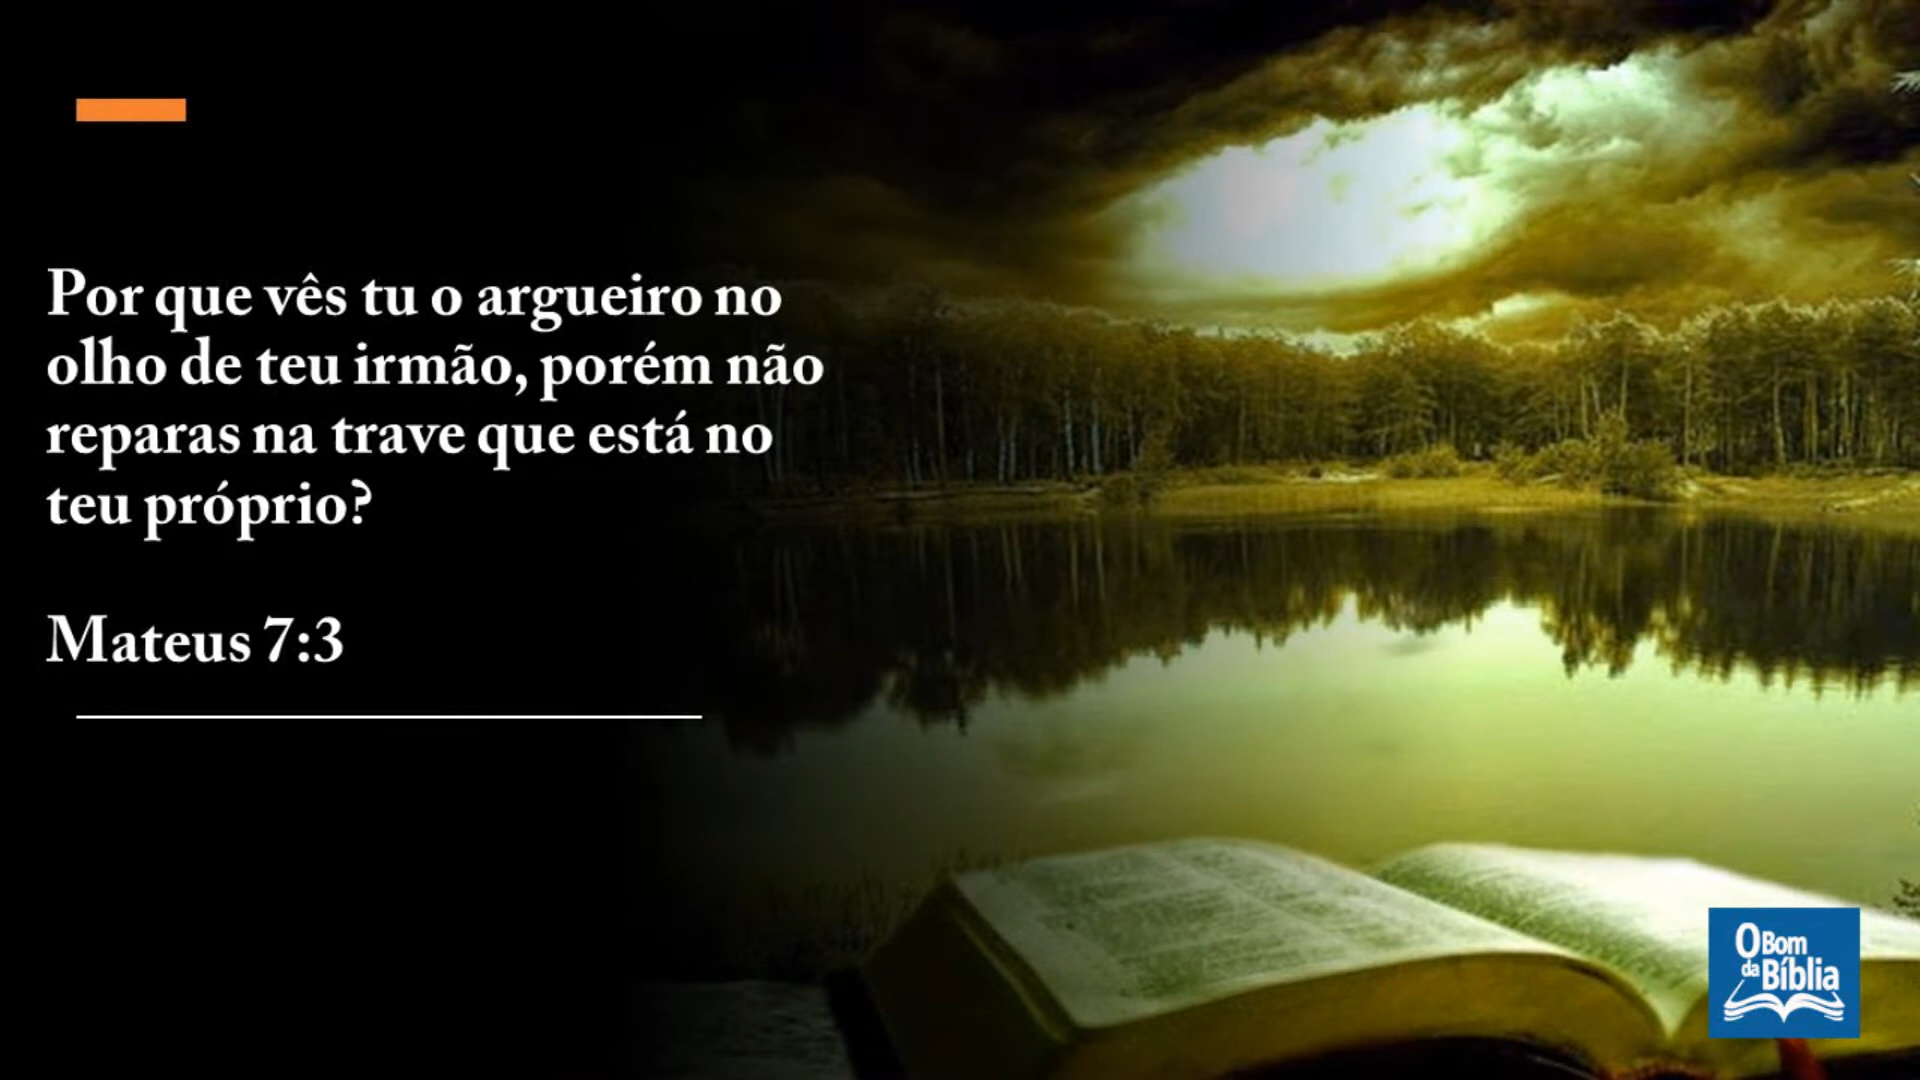 Por que vês tu o argueiro no
olho de teu irmão, porém não
reparas na trave que está no
teu próprio?
Mateus 7:3
O Bom
da Bíblia